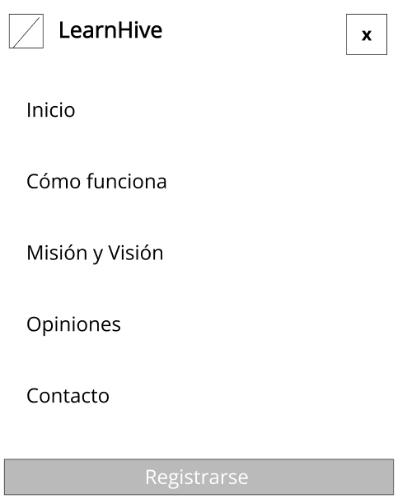 LearnHive
x
Inicio
Cómo funciona
Misión y Visión
Opiniones
Contacto
Registrarse